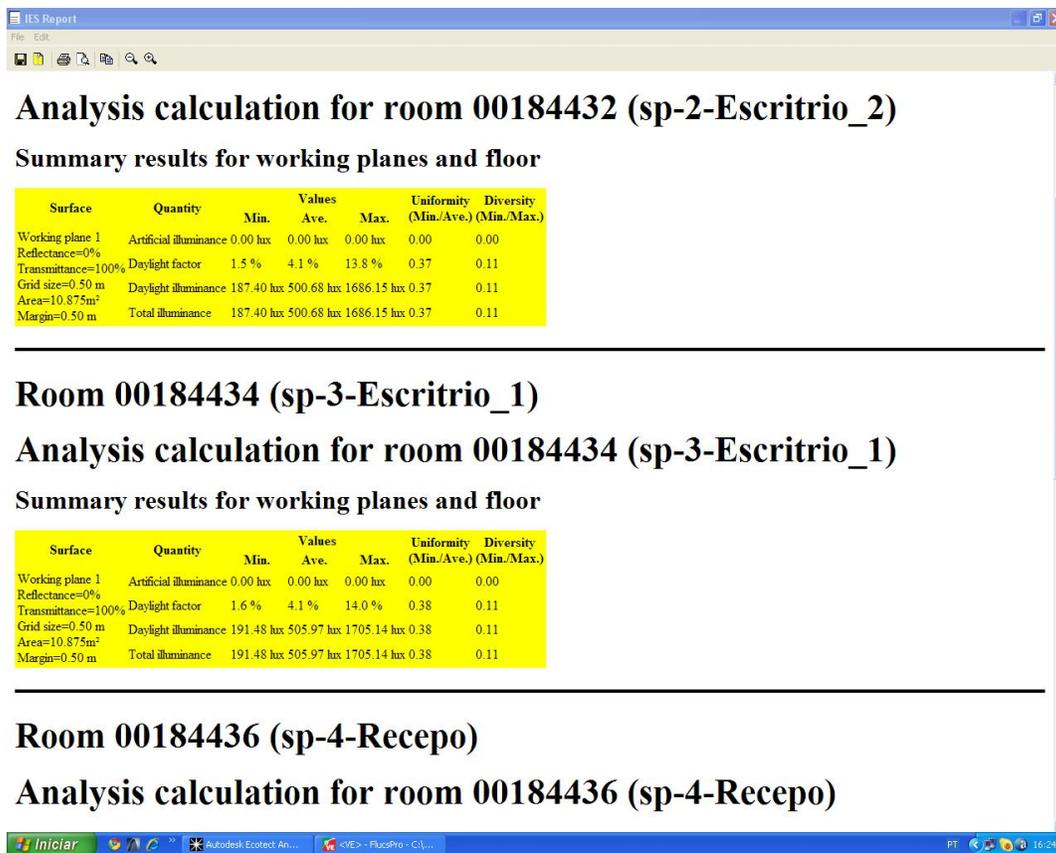 IES Report
File Edit
Analysis calculation for room 00184432 (sp-2-Escritrio_2)
Summary results for working planes and floor
Surface Quantity Values Uniformity (Min./Ave.) Diversity (Min./Max.)
Min. Ave. Max.
Working plane 1
Reflectance=0%
Transmittance=100%
Grid size=0.50 m
Area=10.875m²
Margin=0.50 m
Artificial illuminance 0.00 lux 0.00 lux 0.00 lux 0.00 0.00
Daylight factor 1.5 % 4.1 % 13.8 % 0.37 0.11
Daylight illuminance 187.40 lux 500.68 lux 1686.15 lux 0.37 0.11
Total illuminance 187.40 lux 500.68 lux 1686.15 lux 0.37 0.11
Room 00184434 (sp-3-Escritrio_1)
Analysis calculation for room 00184434 (sp-3-Escritrio_1)
Summary results for working planes and floor
Surface Quantity Values Uniformity (Min./Ave.) Diversity (Min./Max.)
Min. Ave. Max.
Working plane 1
Reflectance=0%
Transmittance=100%
Grid size=0.50 m
Area=10.875m²
Margin=0.50 m
Artificial illuminance 0.00 lux 0.00 lux 0.00 lux 0.00 0.00
Daylight factor 1.6 % 4.1 % 14.0 % 0.38 0.11
Daylight illuminance 191.48 lux 505.97 lux 1705.14 lux 0.38 0.11
Total illuminance 191.48 lux 505.97 lux 1705.14 lux 0.38 0.11
Room 00184436 (sp-4-Recepo)
Analysis calculation for room 00184436 (sp-4-Recepo)
Iniciar » Autodesk Ecotect An... <VE> - FlucsPro - C:\... PT 16:24